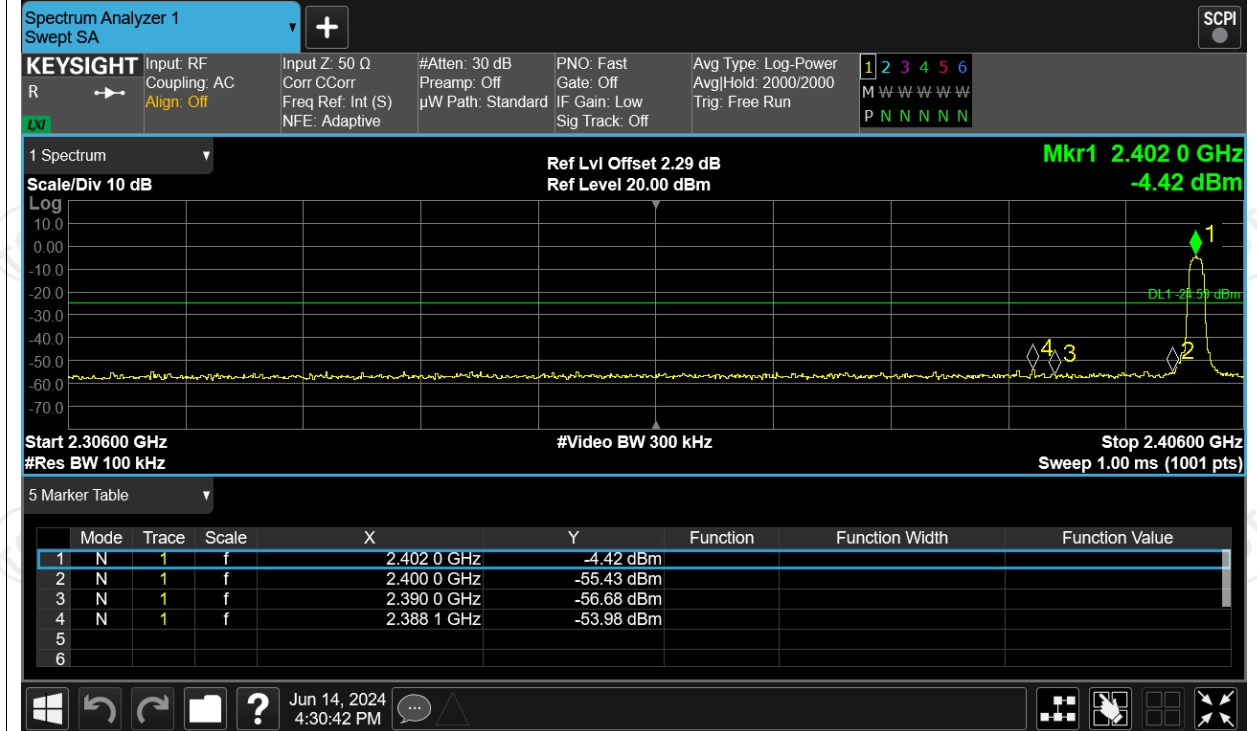 Spectrum Analyzer 1
Swept SA
SCPI
KEYSIGHT
R
LXI
Input: RF
Coupling: AC
Align: Off
Input Z: 50 Ω
Corr CCorr
Freq Ref: Int (S)
NFE: Adaptive
#Atten: 30 dB
Preamp: Off
µW Path: Standard
PNO: Fast
Gate: Off
IF Gain: Low
Sig Track: Off
Avg Type: Log-Power
Avg|Hold: 2000/2000
Trig: Free Run
1 2 3 4 5 6
M W W W W W
P N N N N N
1 Spectrum
Scale/Div 10 dB
Ref Lvl Offset 2.29 dB
Ref Level 20.00 dBm
Mkr1 2.402 0 GHz
-4.42 dBm
Log
10.0
0.00
-10.0
-20.0
-30.0
-40.0
-50.0
-60.0
-70.0
1
DL1 -24.59 dBm
4 3 2
Start 2.30600 GHz
#Video BW 300 kHz
Stop 2.40600 GHz
#Res BW 100 kHz
Sweep 1.00 ms (1001 pts)
5 Marker Table
Mode Trace Scale X Y Function Function Width Function Value
1 N 1 f 2.402 0 GHz -4.42 dBm
2 N 1 f 2.400 0 GHz -55.43 dBm
3 N 1 f 2.390 0 GHz -56.68 dBm
4 N 1 f 2.388 1 GHz -53.98 dBm
5
6
?
Jun 14, 2024
4:30:42 PM